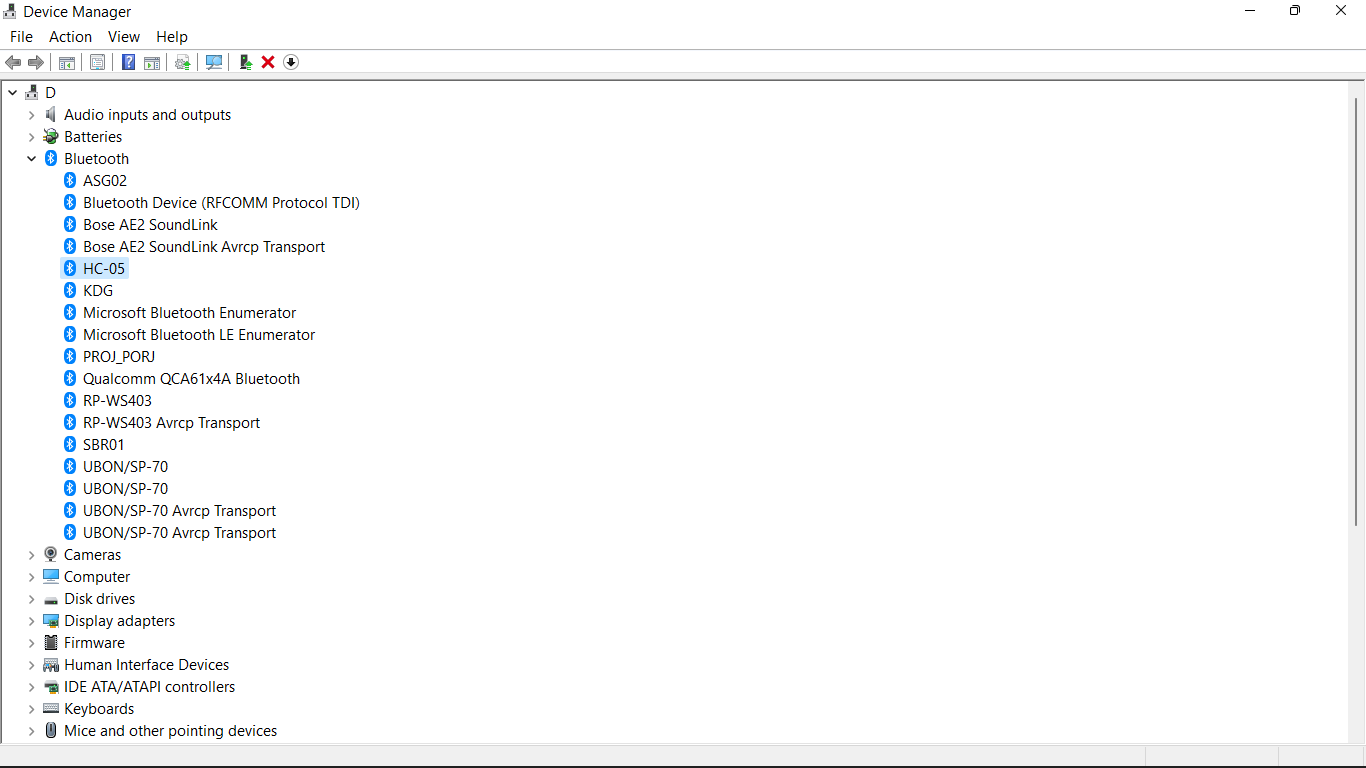 Device Manager
File Action View Help
D
Audio inputs and outputs
Batteries
Bluetooth
ASG02
Bluetooth Device (RFCOMM Protocol TDI)
Bose AE2 SoundLink
Bose AE2 SoundLink Avrcp Transport
HC-05
KDG
Microsoft Bluetooth Enumerator
Microsoft Bluetooth LE Enumerator
PROJ_PORJ
Qualcomm QCA61x4A Bluetooth
RP-WS403
RP-WS403 Avrcp Transport
SBR01
UBON/SP-70
UBON/SP-70
UBON/SP-70 Avrcp Transport
UBON/SP-70 Avrcp Transport
Cameras
Computer
Disk drives
Display adapters
Firmware
Human Interface Devices
IDE ATA/ATAPI controllers
Keyboards
Mice and other pointing devices